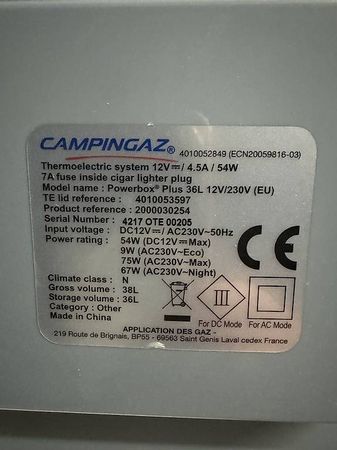 CAMPINGAZ® 4010052849 (ECN20059816-03)
Thermoelectric system 12V⎓/ 4.5A / 54W
7A fuse inside cigar lighter plug
Model name : Powerbox® Plus 36L 12V/230V (EU)
TE lid reference : 4010053597
Product reference : 2000030254
Serial Number : 4217 OTE 00205
Input voltage : DC12V⎓/ AC230V~50Hz
Power rating : 54W (DC12V⎓Max)
9W (AC230V~Eco)
75W (AC230V~Max)
67W (AC230V~Night)
Climate class : N
Gross volume : 38L
Storage volume : 36L
Category : Other
Made in China
CE
III
For DC Mode
For AC Mode
APPLICATION DES GAZ -
219 Route de Brignais, BP55 - 69563 Saint Genis Laval cedex France